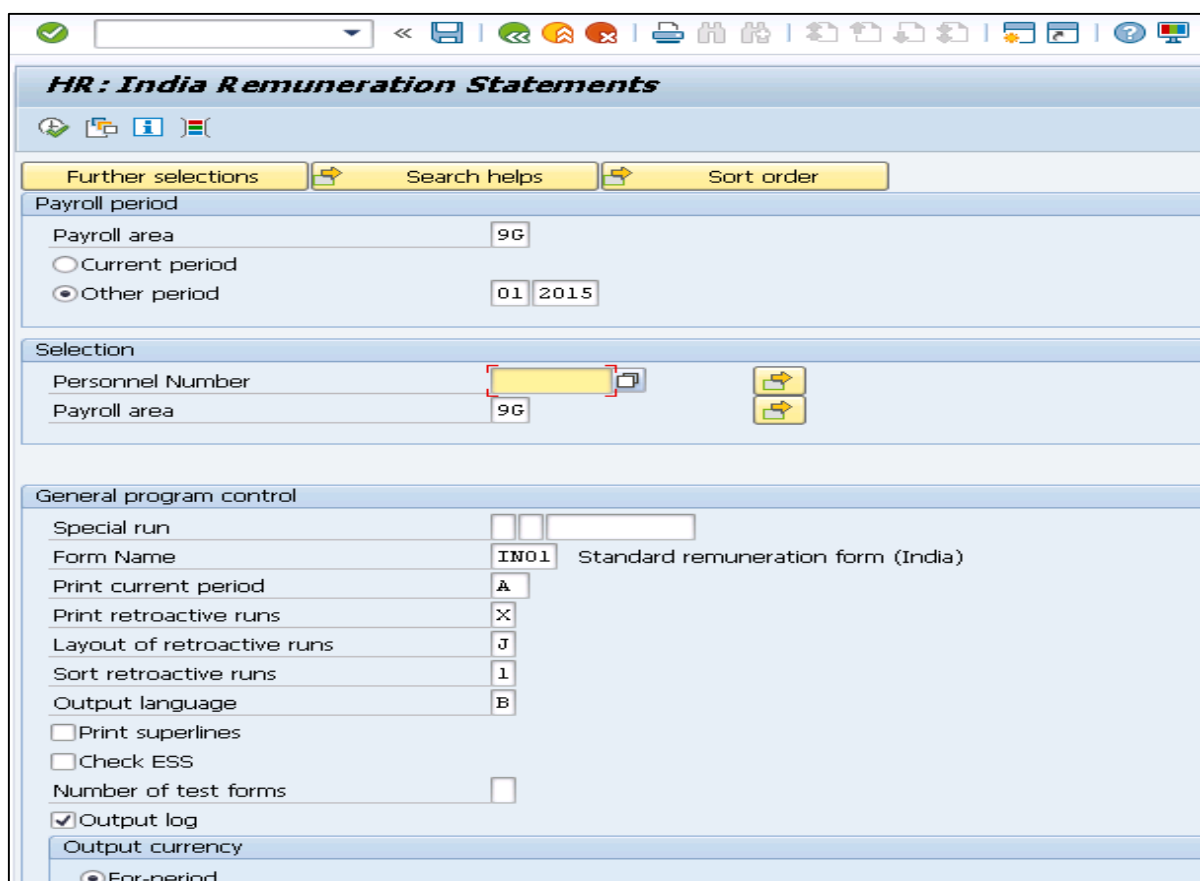 HR: India Remuneration Statements
Further selections Search helps Sort order
Payroll period
Payroll area 9G
Current period
Other period 01 2015
Selection
Personnel Number
Payroll area 9G
General program control
Special run
Form Name IN01 Standard remuneration form (India)
Print current period A
Print retroactive runs X
Layout of retroactive runs J
Sort retroactive runs 1
Output language B
Print superlines
Check ESS
Number of test forms
Output log
Output currency
For-period